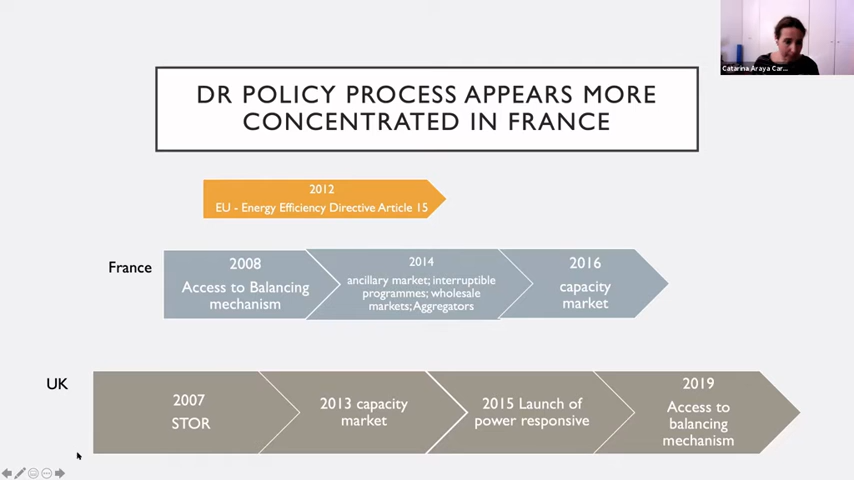 Catarina Araya Car...
DR POLICY PROCESS APPEARS MORE
CONCENTRATED IN FRANCE
2012
EU - Energy Efficiency Directive Article 15
France
2008
Access to Balancing
mechanism
2014
ancillary market; interruptible
programmes; wholesale
markets; Aggregators
2016
capacity
market
UK
2007
STOR
2013 capacity
market
2015 Launch of
power responsive
2019
Access to
balancing
mechanism